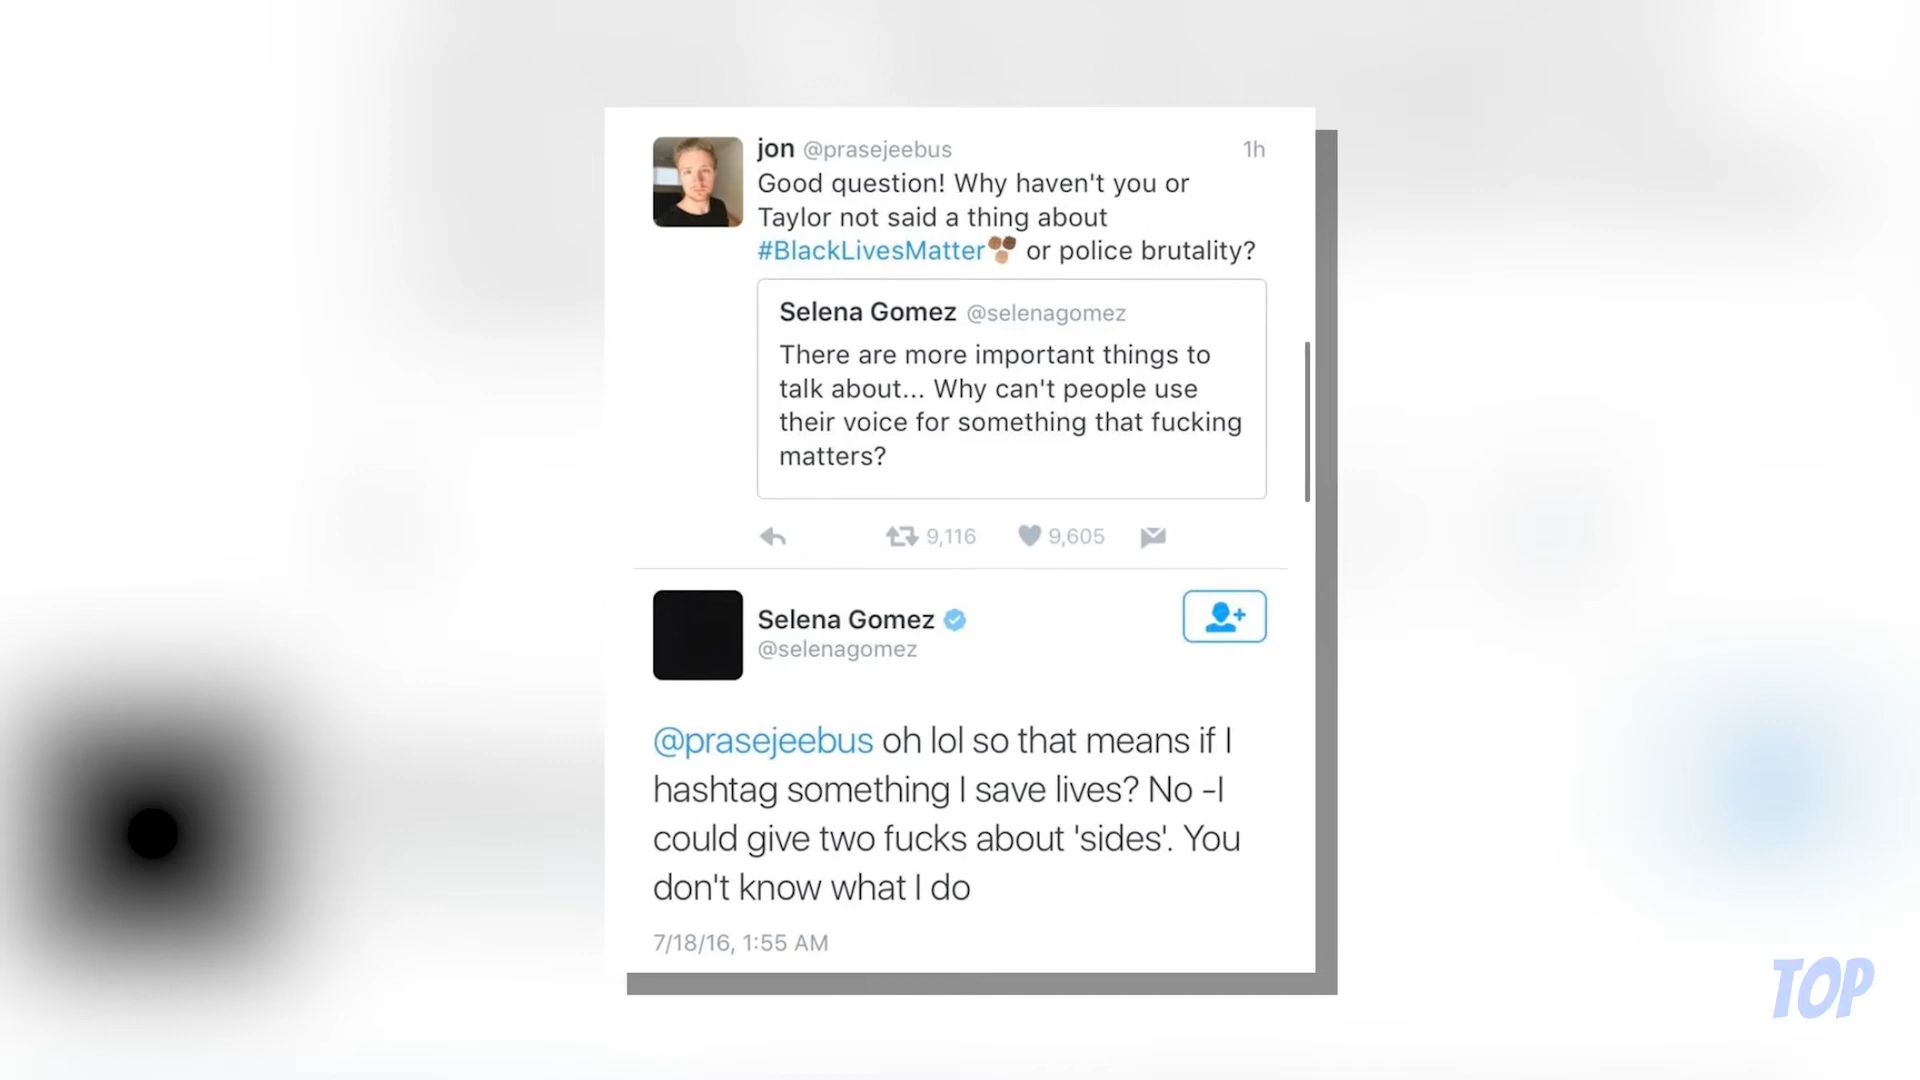 jon @prasejeebus 1h
Good question! Why haven't you or
Taylor not said a thing about
#BlackLivesMatter or police brutality?
Selena Gomez @selenagomez
There are more important things to
talk about... Why can't people use
their voice for something that fucking
matters?
9,116 9,605
Selena Gomez
@selenagomez
@prasejeebus oh lol so that means if I
hashtag something I save lives? No -I
could give two fucks about 'sides'. You
don't know what I do
7/18/16, 1:55 AM
TOP